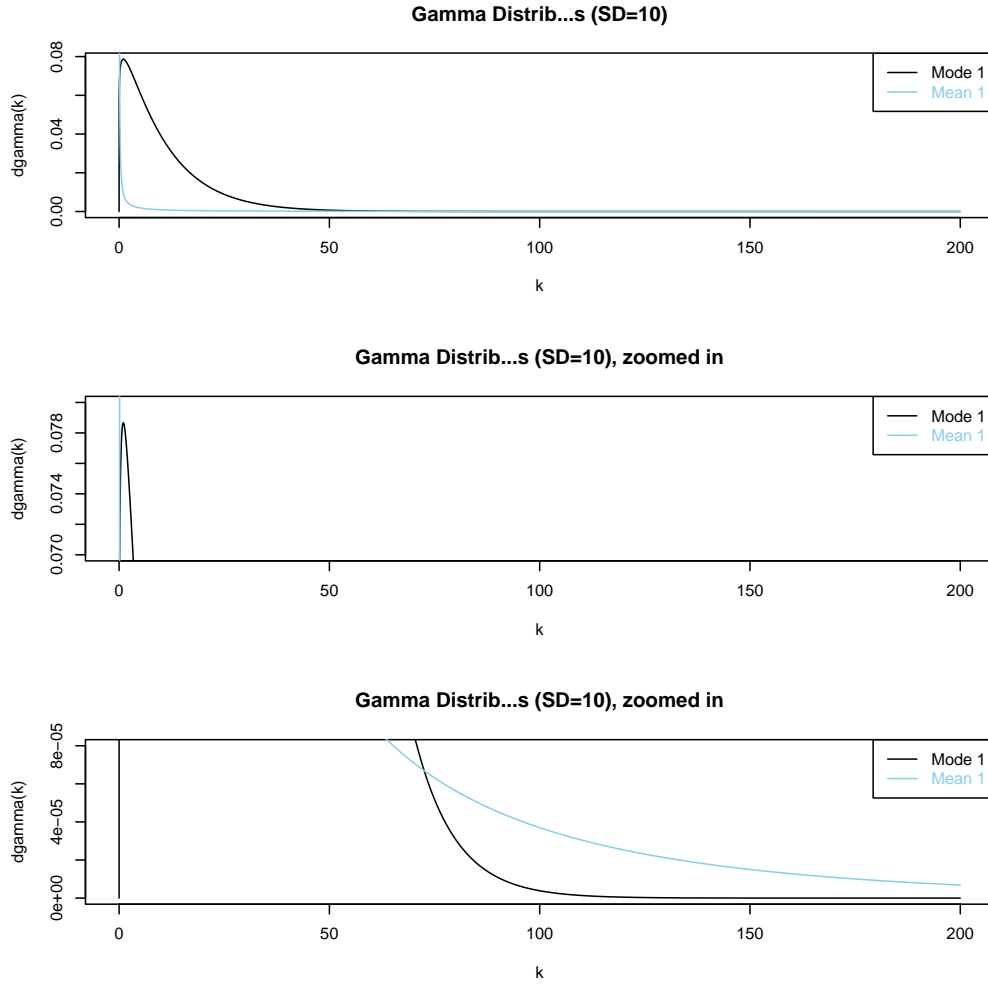 Gamma Distrib...s (SD=10)
dgamma(k)
0.00 0.04 0.08
Mode 1
Mean 1
0 50 100 150 200
k
Gamma Distrib...s (SD=10), zoomed in
dgamma(k)
0.070 0.074 0.078
Mode 1
Mean 1
0 50 100 150 200
k
Gamma Distrib...s (SD=10), zoomed in
dgamma(k)
0e+00 4e−05 8e−05
Mode 1
Mean 1
0 50 100 150 200
k